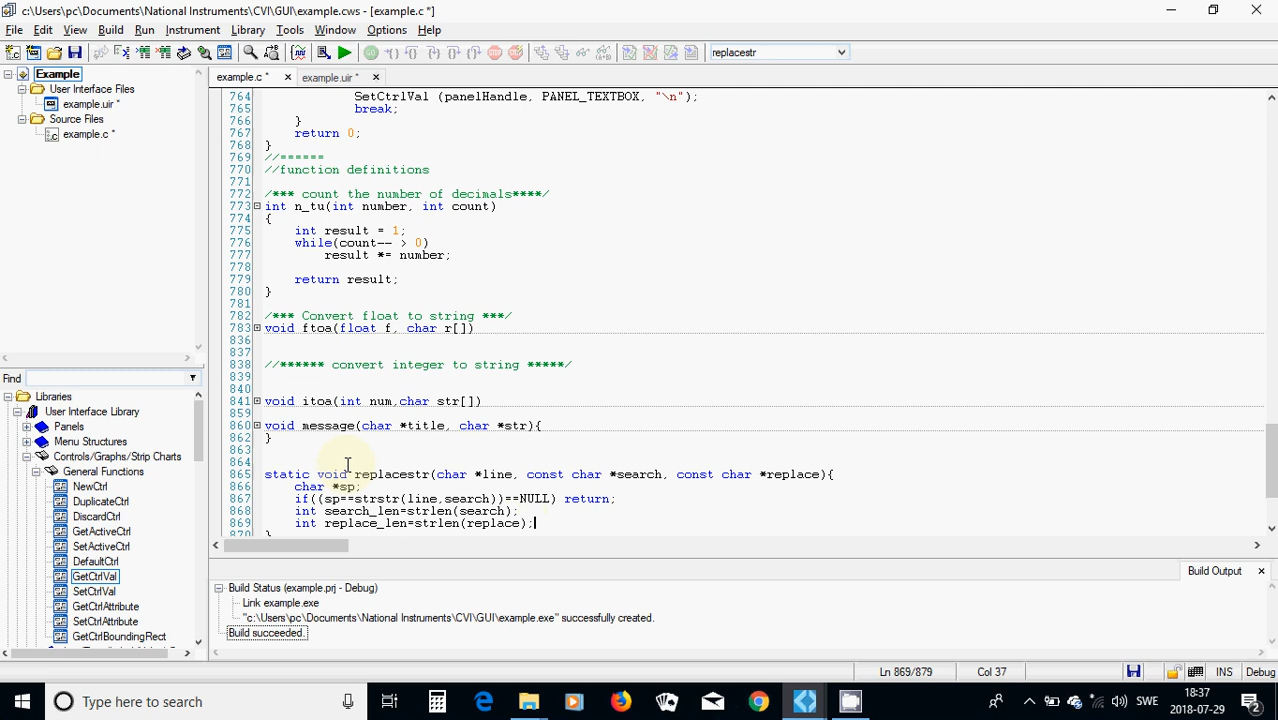 c:\Users\pc\Documents\National Instruments\CVI\GUI\example.cws - [example.c *]
File Edit View Build Run Instrument Library Tools Window Options Help
replacestr
Example
User Interface Files
example.uir *
Source Files
example.c *
example.c * example.uir *
764 SetCtrlVal (panelHandle, PANEL_TEXTBOX, "\n");
765 break;
766 }
767 return 0;
768 }
769 //======
770 //function definitions
771
772 /*** count the number of decimals****/
773 int n_tu(int number, int count)
774 {
775 int result = 1;
776 while(count-- > 0)
777 result *= number;
778
779 return result;
780 }
781
782 /*** Convert float to string ***/
783 void ftoa(float f, char r[])
836
837
838 //****** convert integer to string *****/
839
840
841 void itoa(int num,char str[])
859
860 void message(char *title, char *str){
862 }
863
864
865 static void replacestr(char *line, const char *search, const char *replace){
866 char *sp;
867 if((sp==strstr(line,search))==NULL) return;
868 int search_len=strlen(search);
869 int replace_len=strlen(replace);
870 }
Find
Libraries
User Interface Library
Panels
Menu Structures
Controls/Graphs/Strip Charts
General Functions
NewCtrl
DuplicateCtrl
DiscardCtrl
GetActiveCtrl
SetActiveCtrl
DefaultCtrl
GetCtrlVal
SetCtrlVal
GetCtrlAttribute
SetCtrlAttribute
GetCtrlBoundingRect
Build Output
Build Status (example.prj - Debug)
Link example.exe
"c:\Users\pc\Documents\National Instruments\CVI\GUI\example.exe" successfully created.
Build succeeded.
Ln 869/879 Col 37 INS Debug
Type here to search
SWE
18:37
2018-07-29
2